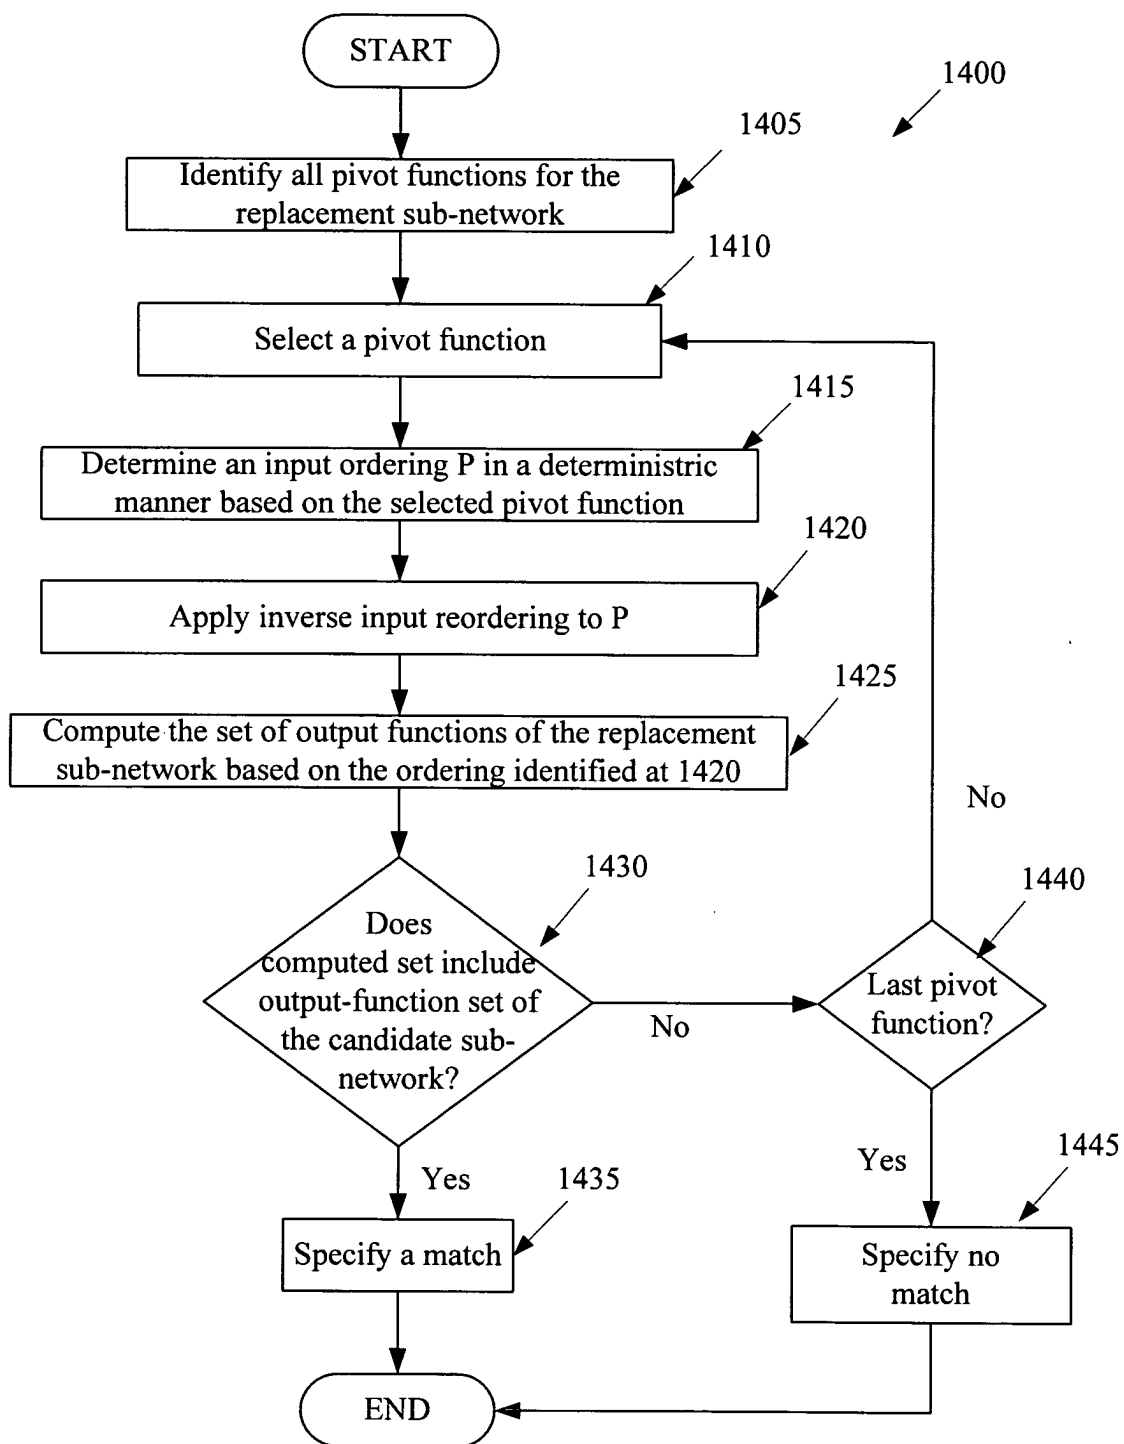 START
1400
1405
Identify all pivot functions for the
replacement sub-network
1410
Select a pivot function
1415
Determine an input ordering P in a deterministric
manner based on the selected pivot function
1420
Apply inverse input reordering to P
1425
Compute the set of output functions of the replacement
sub-network based on the ordering identified at 1420
No
1430
Does
computed set include
output-function set of
the candidate sub-
network?
No
1440
Last pivot
function?
Yes
1435
Specify a match
Yes
1445
Specify no
match
END